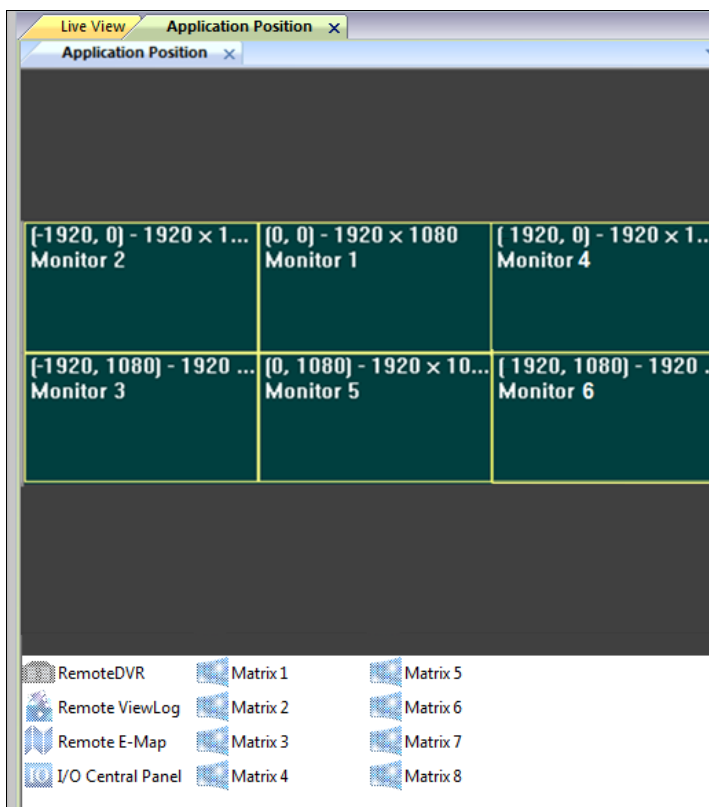 Live View Application Position x
Application Position x
(-1920, 0) - 1920 × 1... (0, 0) - 1920 × 1080 ( 1920, 0) - 1920 × 1..
Monitor 2 Monitor 1 Monitor 4
(-1920, 1080) - 1920 ... (0, 1080) - 1920 × 10... ( 1920, 1080) - 1920 .
Monitor 3 Monitor 5 Monitor 6
RemoteDVR Matrix 1 Matrix 5
Remote ViewLog Matrix 2 Matrix 6
Remote E-Map Matrix 3 Matrix 7
IO I/O Central Panel Matrix 4 Matrix 8